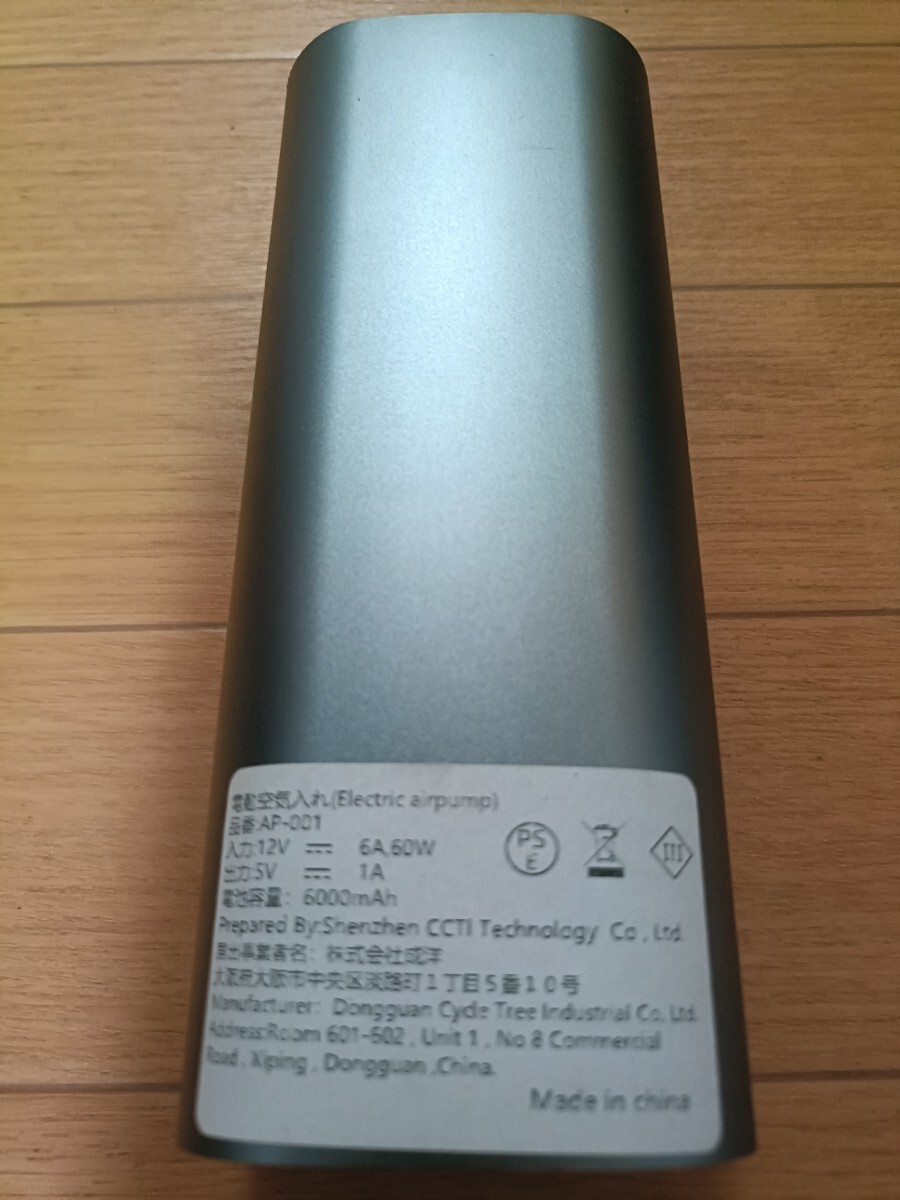 電動空気入れ(Electric airpump)
品番:AP-001
入力:12V ⎓ 6A,60W
出力:5V ⎓ 1A
電池容量: 6000mAh
PS
E
Prepared By:Shenzhen CCTI Technology Co., Ltd.
届出事業者名: 株式会社成洋
大阪府大阪市中央区淡路町1丁目5番10号
Manufacturer: Dongguan Cycle Tree Industrial Co, Ltd.
Address:Room 601-602 , Unit 1 , No 8 Commercial
Road , Xiping , Dongguan ,China.
Made in china